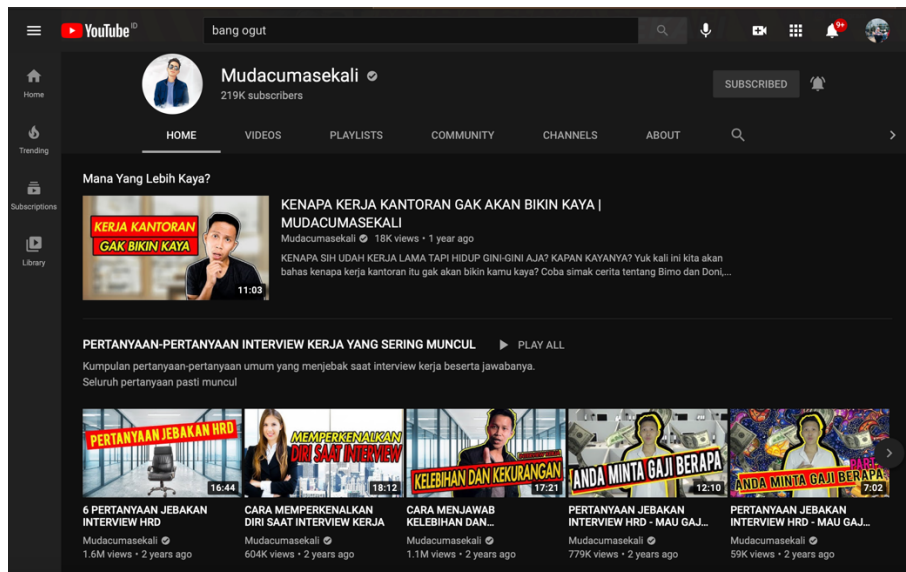 YouTube ID
bang ogut
9+
Home
Trending
Subscriptions
Library
Mudacumasekali
219K subscribers
SUBSCRIBED
HOME VIDEOS PLAYLISTS COMMUNITY CHANNELS ABOUT
Mana Yang Lebih Kaya?
KERJA KANTORAN
GAK BIKIN KAYA
11:03
KENAPA KERJA KANTORAN GAK AKAN BIKIN KAYA |
MUDACUMASEKALI
Mudacumasekali 18K views • 1 year ago
KENAPA SIH UDAH KERJA LAMA TAPI HIDUP GINI-GINI AJA? KAPAN KAYANYA? Yuk kali ini kita akan
bahas kenapa kerja kantoran itu gak akan bikin kamu kaya? Coba simak cerita tentang Bimo dan Doni,...
PERTANYAAN-PERTANYAAN INTERVIEW KERJA YANG SERING MUNCUL PLAY ALL
Kumpulan pertanyaan-pertanyaan umum yang menjebak saat interview kerja beserta jawabanya.
Seluruh pertanyaan pasti muncul
PERTANYAAN JEBAKAN HRD
16:44
6 PERTANYAAN JEBAKAN
INTERVIEW HRD
Mudacumasekali
1.6M views • 2 years ago
MEMPERKENALKAN
DIRI SAAT INTERVIEW
18:12
CARA MEMPERKENALKAN
DIRI SAAT INTERVIEW KERJA
Mudacumasekali
604K views • 2 years ago
KELEBIHAN DAN KEKURANGAN
17:21
CARA MENJAWAB
KELEBIHAN DAN...
Mudacumasekali
1.1M views • 2 years ago
ANDA MINTA GAJI BERAPA
12:10
PERTANYAAN JEBAKAN
INTERVIEW HRD - MAU GAJ...
Mudacumasekali
779K views • 2 years ago
PART
ANDA MINTA GAJI BERAPA
7:02
PERTANYAAN JEBAKAN
INTERVIEW HRD - MAU GAJ...
Mudacumasekali
59K views • 2 years ago